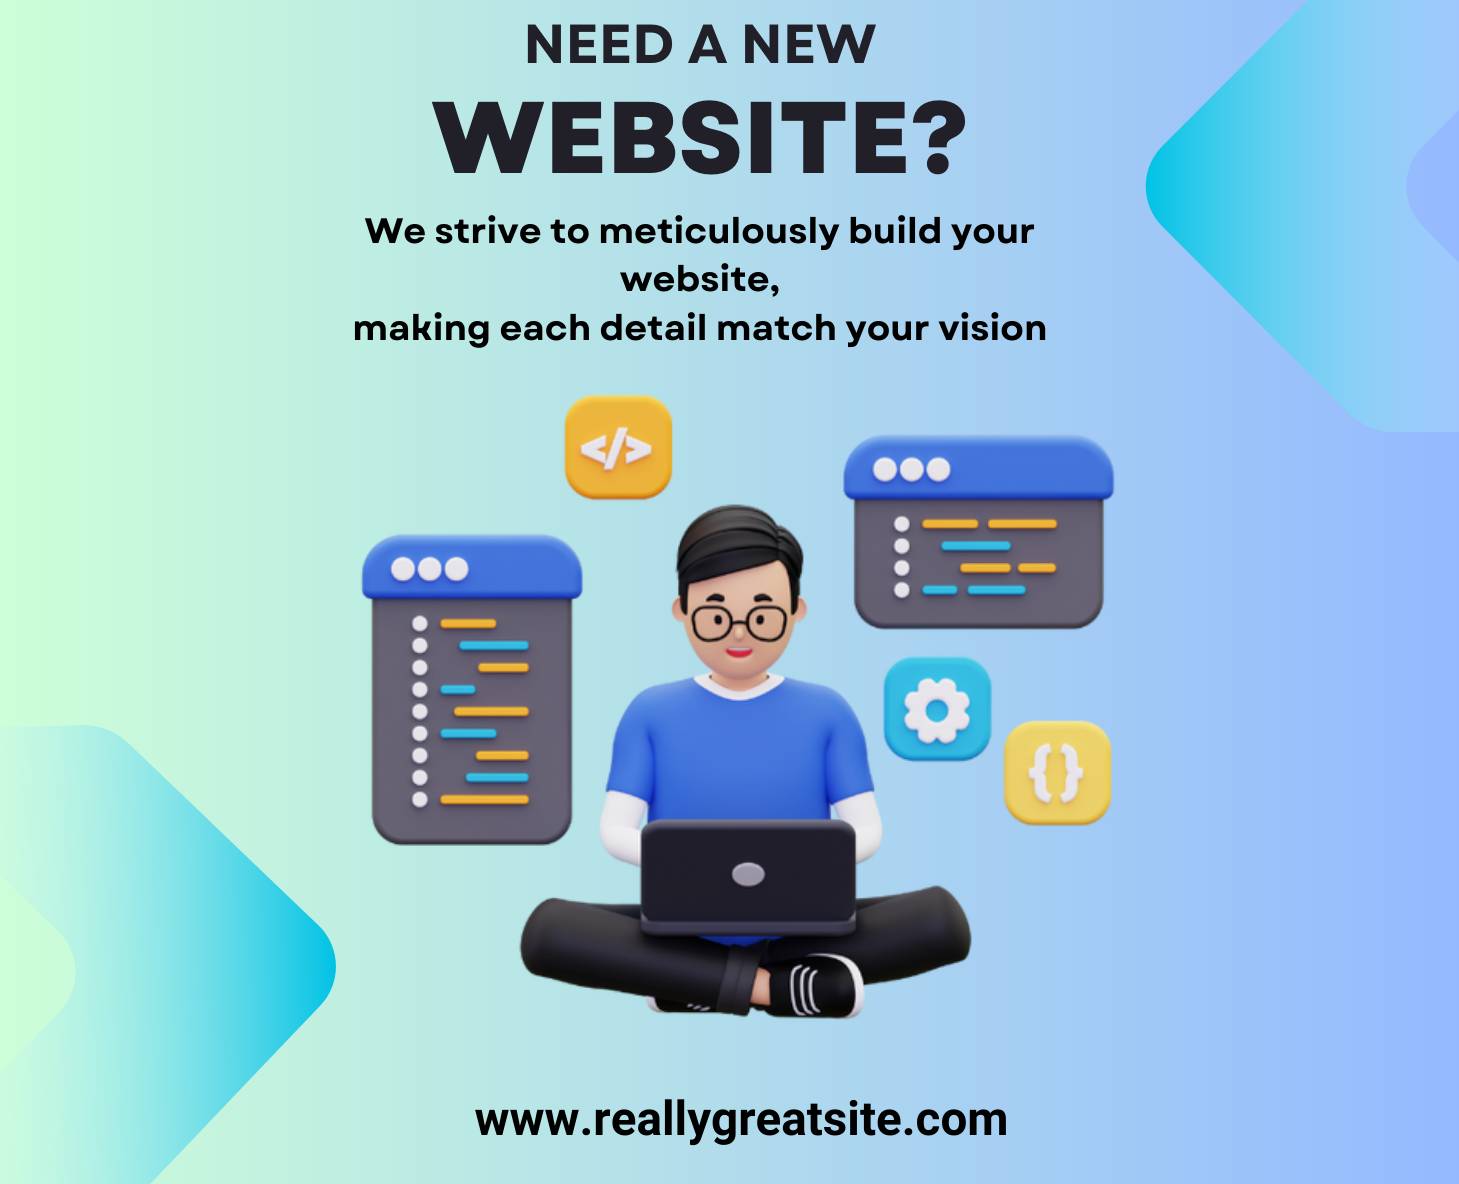 NEED A NEW
WEBSITE?
We strive to meticulously build your
website,
making each detail match your vision
</>
{}
www.reallygreatsite.com